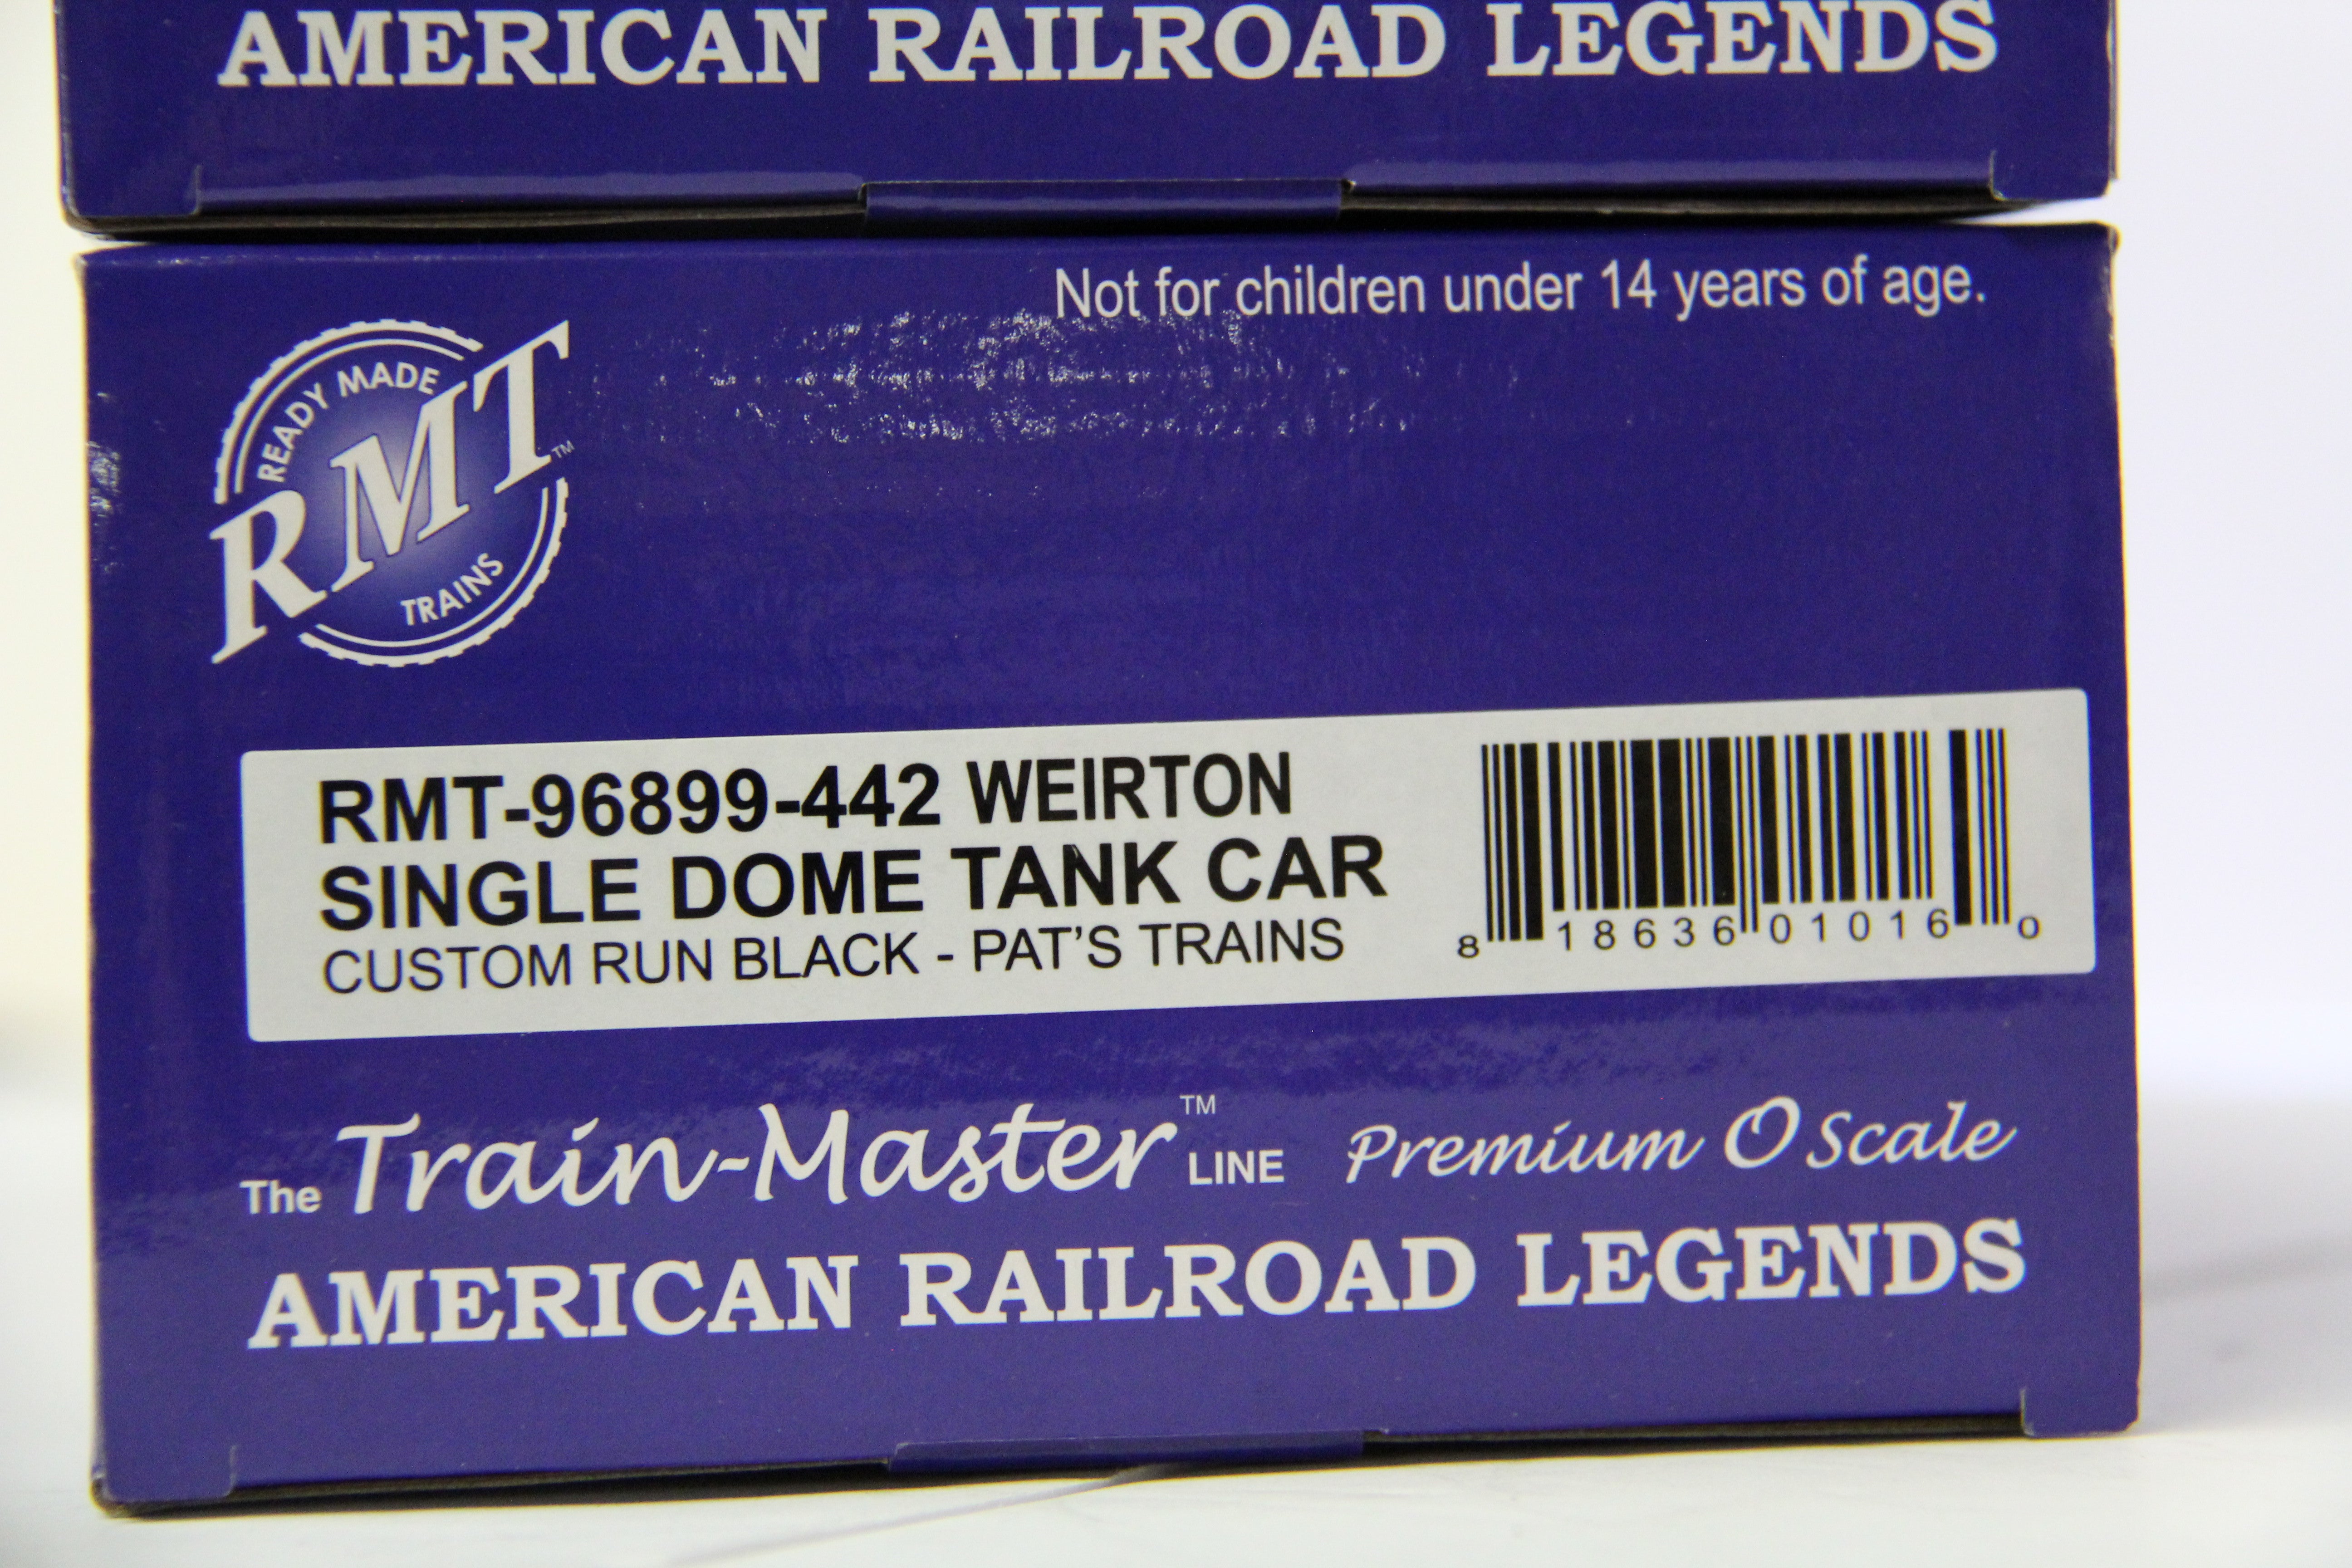 AMERICAN RAILROAD LEGENDS
Not for children under 14 years of age.
READY MADE
RMT™
TRAINS
RMT-96899-442 WEIRTON
SINGLE DOME TANK CAR
CUSTOM RUN BLACK - PAT'S TRAINS
8 18636 01016 0
The Train-Master™ LINE Premium O Scale
AMERICAN RAILROAD LEGENDS